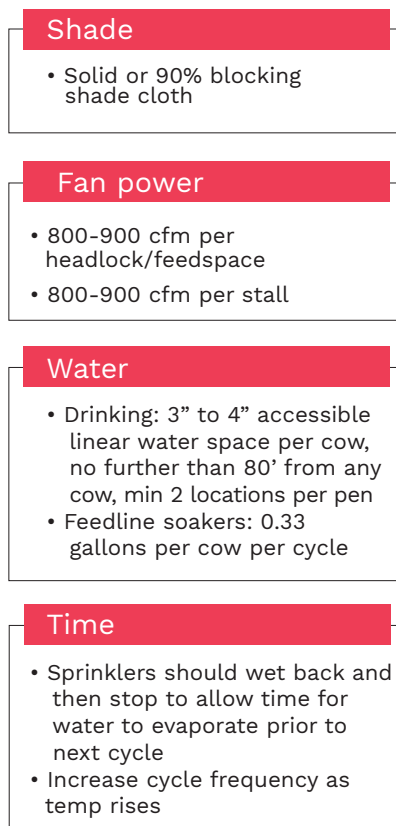 Shade
• Solid or 90% blocking
shade cloth
Fan power
• 800-900 cfm per
headlock/feedspace
• 800-900 cfm per stall
Water
• Drinking: 3” to 4” accessible
linear water space per cow,
no further than 80’ from any
cow, min 2 locations per pen
• Feedline soakers: 0.33
gallons per cow per cycle
Time
• Sprinklers should wet back and
then stop to allow time for
water to evaporate prior to
next cycle
• Increase cycle frequency as
temp rises